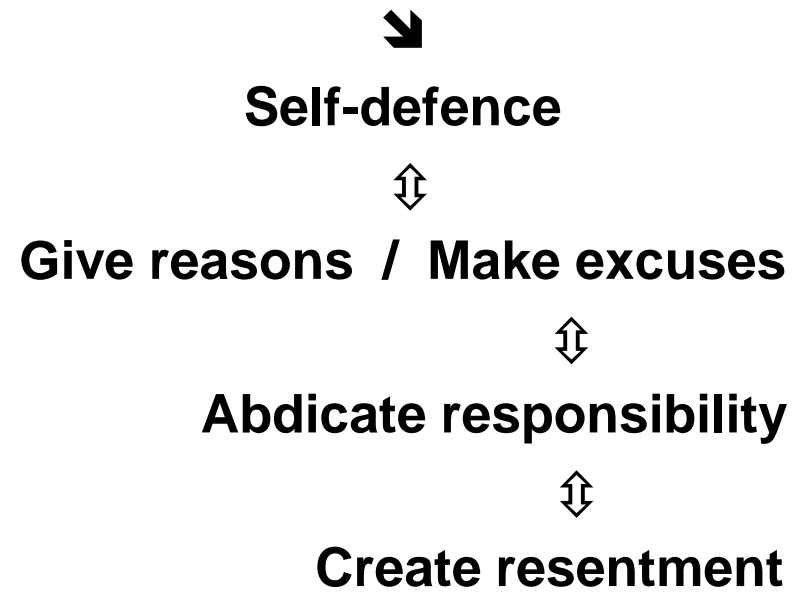 Self-defence
Give reasons / Make excuses
Abdicate responsibility
Create resentment